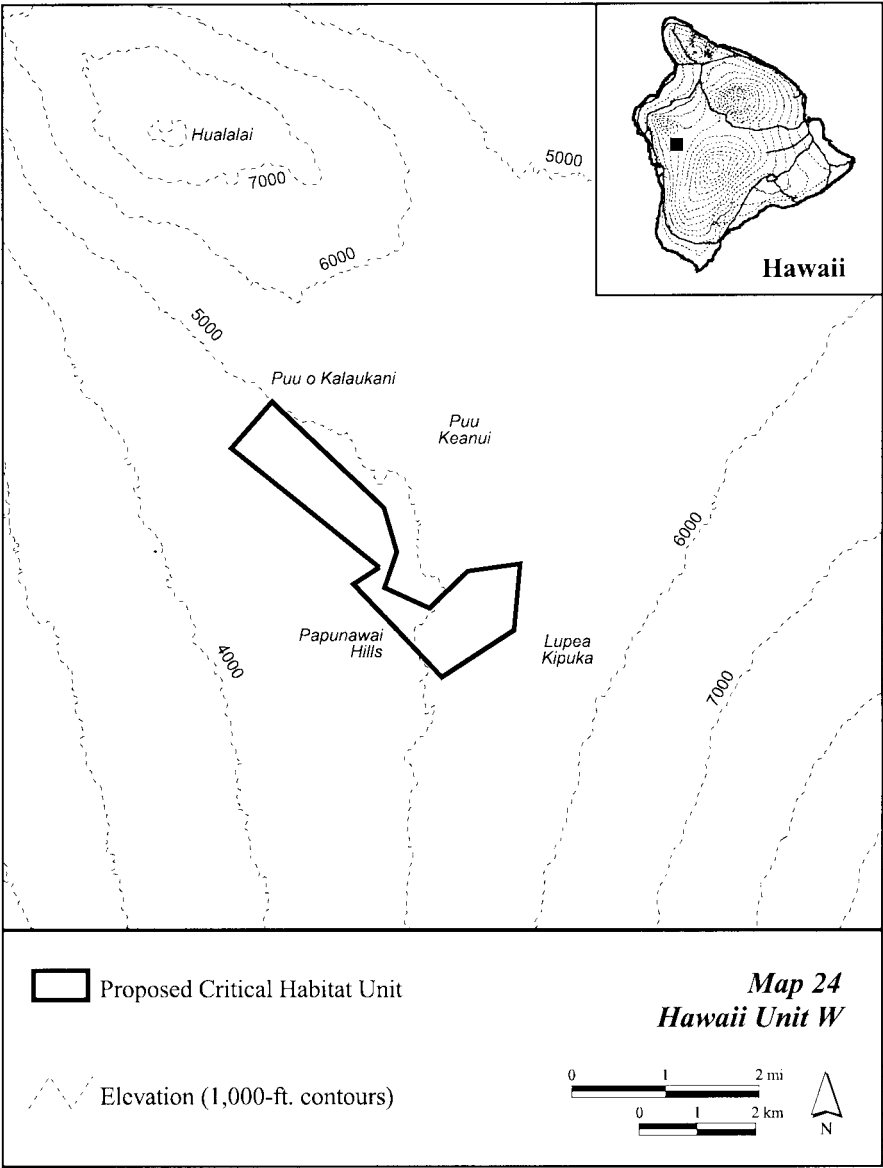 Hualalai
7000
5000
Hawaii
6000
5000
Puu o Kalaukani
Puu
Keanui
6000
Papunawai
Hills
Lupea
Kipuka
4000
7000
Proposed Critical Habitat Unit
Map 24
Hawaii Unit W
Elevation (1,000-ft. contours)
0 1 2 mi
0 1 2 km
N